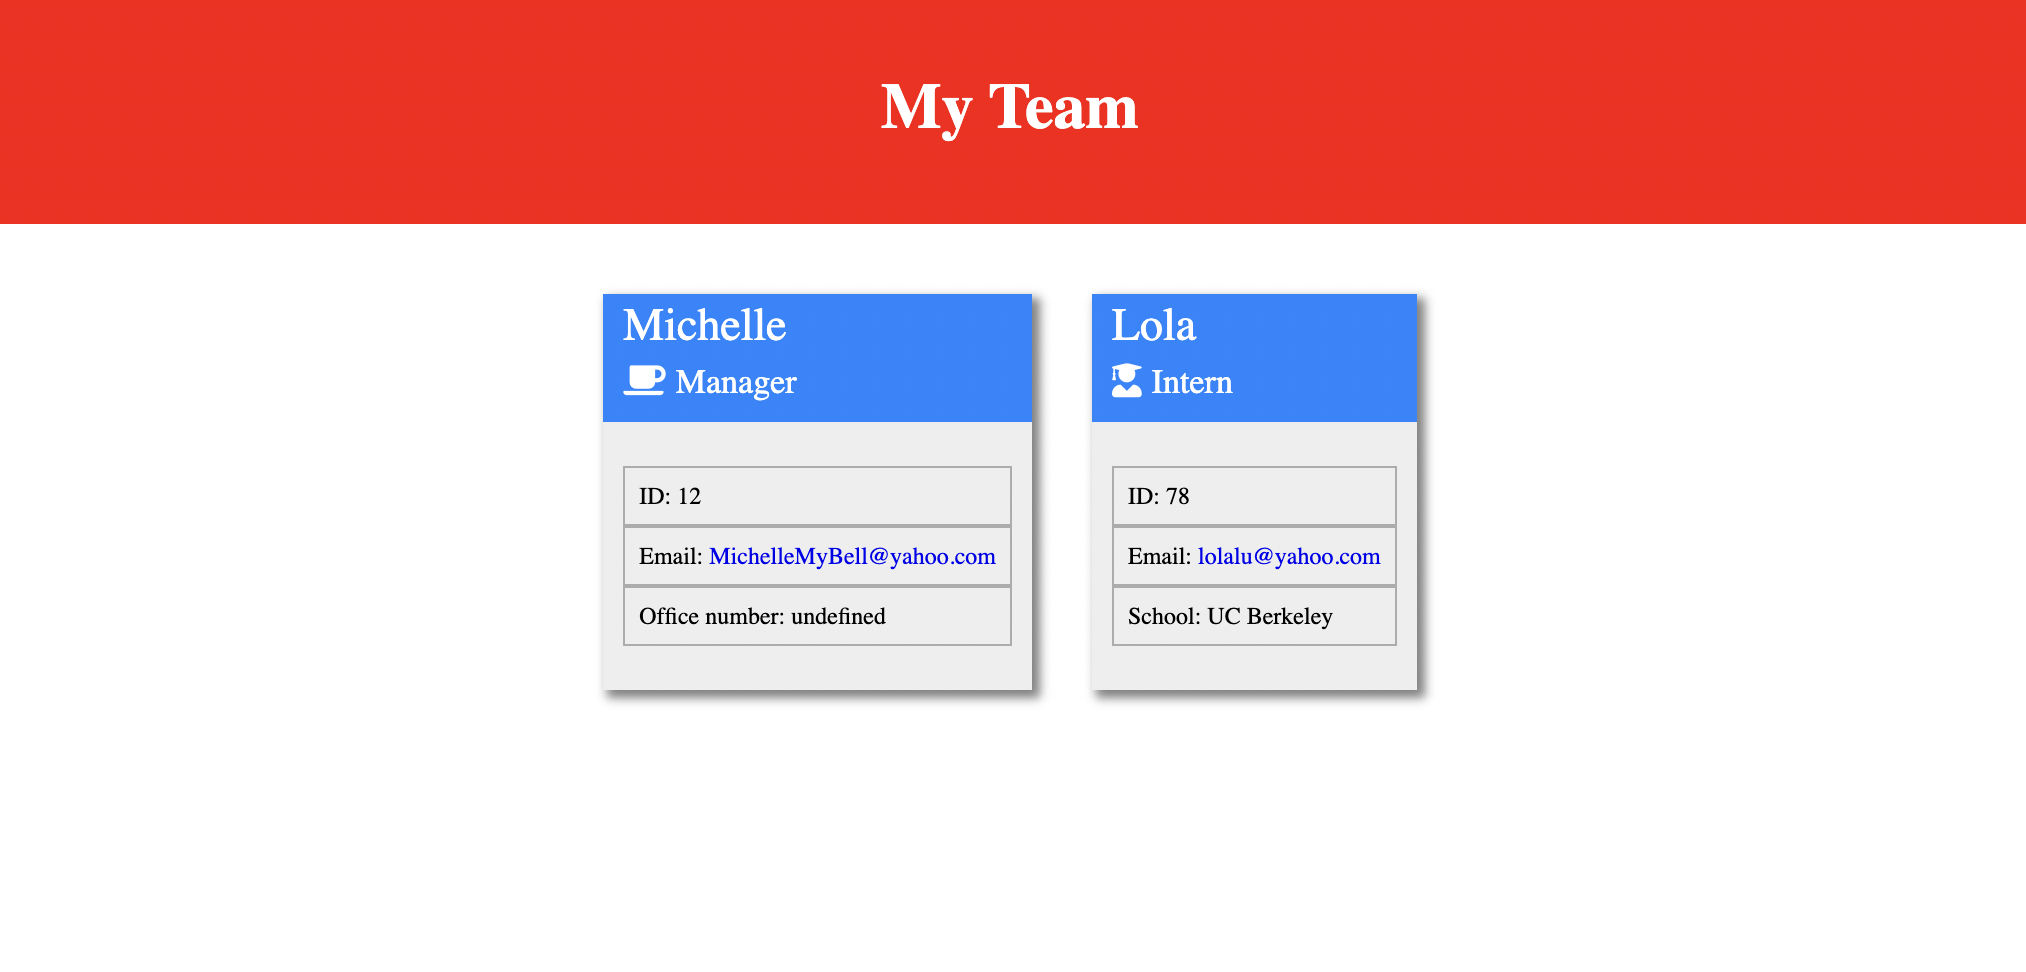 My Team
Michelle
Manager
ID: 12
Email: MichelleMyBell@yahoo.com
Office number: undefined
Lola
Intern
ID: 78
Email: lolalu@yahoo.com
School: UC Berkeley